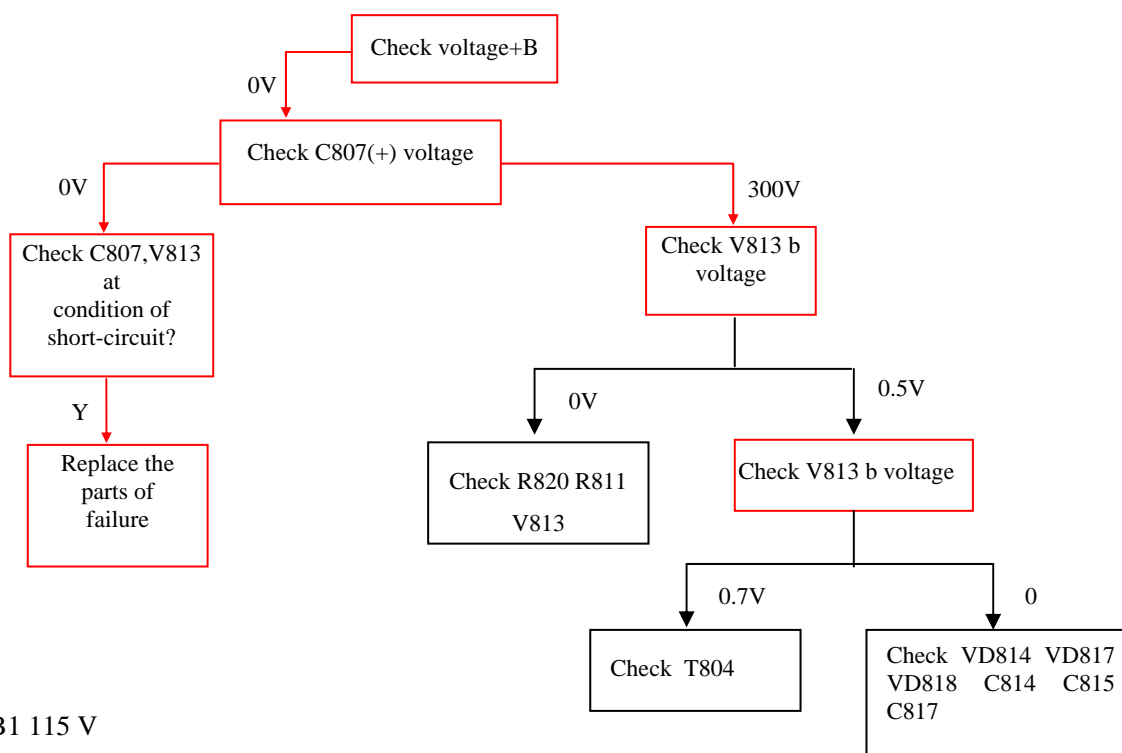 Check voltage+B
0V
Check C807(+) voltage
0V
300V
Check C807,V813
at
condition of
short-circuit?
Check V813 b
voltage
Y
0V
0.5V
Replace the
parts of
failure
Check R820 R811
V813
Check V813 b voltage
0.7V
0
Check T804
Check VD814 VD817
VD818 C814 C815
C817
1 115 V